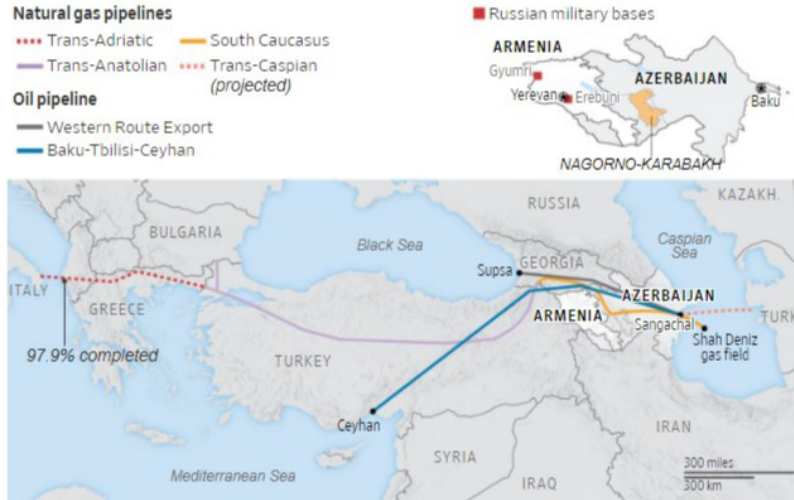 Natural gas pipelines
Trans-Adriatic
South Caucasus
Trans-Anatolian
Trans-Caspian
(projected)
Oil pipeline
Western Route Export
Baku-Tbilisi-Ceyhan
Russian military bases
ARMENIA
Gyumri
AZERBAIJAN
Yerevan
Erebuni
Baku
NAGORNO-KARABAKH
RUSSIA
KAZAKH.
BULGARIA
Black Sea
Caspian
Sea
GEORGIA
Supsa
ITALY
AZERBAIJAN
GREECE
ARMENIA
Sangachal
TURK
97.9% completed
Shah Deniz
gas field
TURKEY
Ceyhan
IRAN
SYRIA
Mediterranean Sea
IRAQ
300 miles
300 km